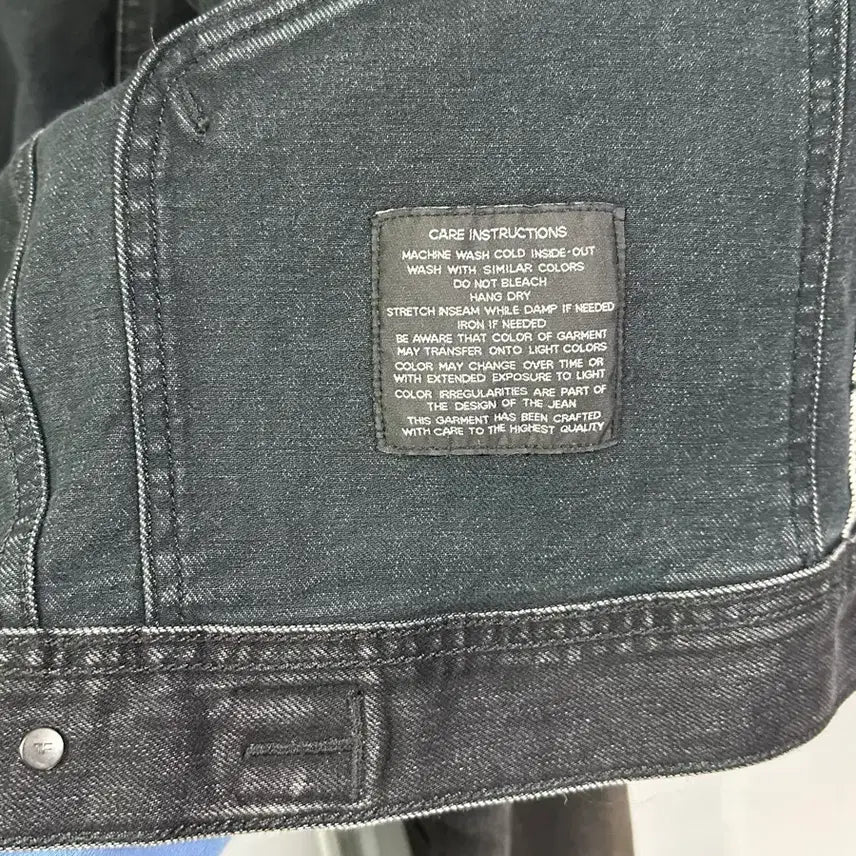 CARE INSTRUCTIONS
MACHINE WASH COLD INSIDE-OUT
WASH WITH SIMILAR COLORS
DO NOT BLEACH
HANG DRY
STRETCH INSEAM WHILE DAMP IF NEEDED
IRON IF NEEDED
BE AWARE THAT COLOR OF GARMENT
MAY TRANSFER ONTO LIGHT COLORS
COLOR MAY CHANGE OVER TIME OR
WITH EXTENDED EXPOSURE TO LIGHT
COLOR IRREGULARITIES ARE PART OF
THE DESIGN OF THE JEAN
THIS GARMENT HAS BEEN CRAFTED
WITH CARE TO THE HIGHEST QUALITY